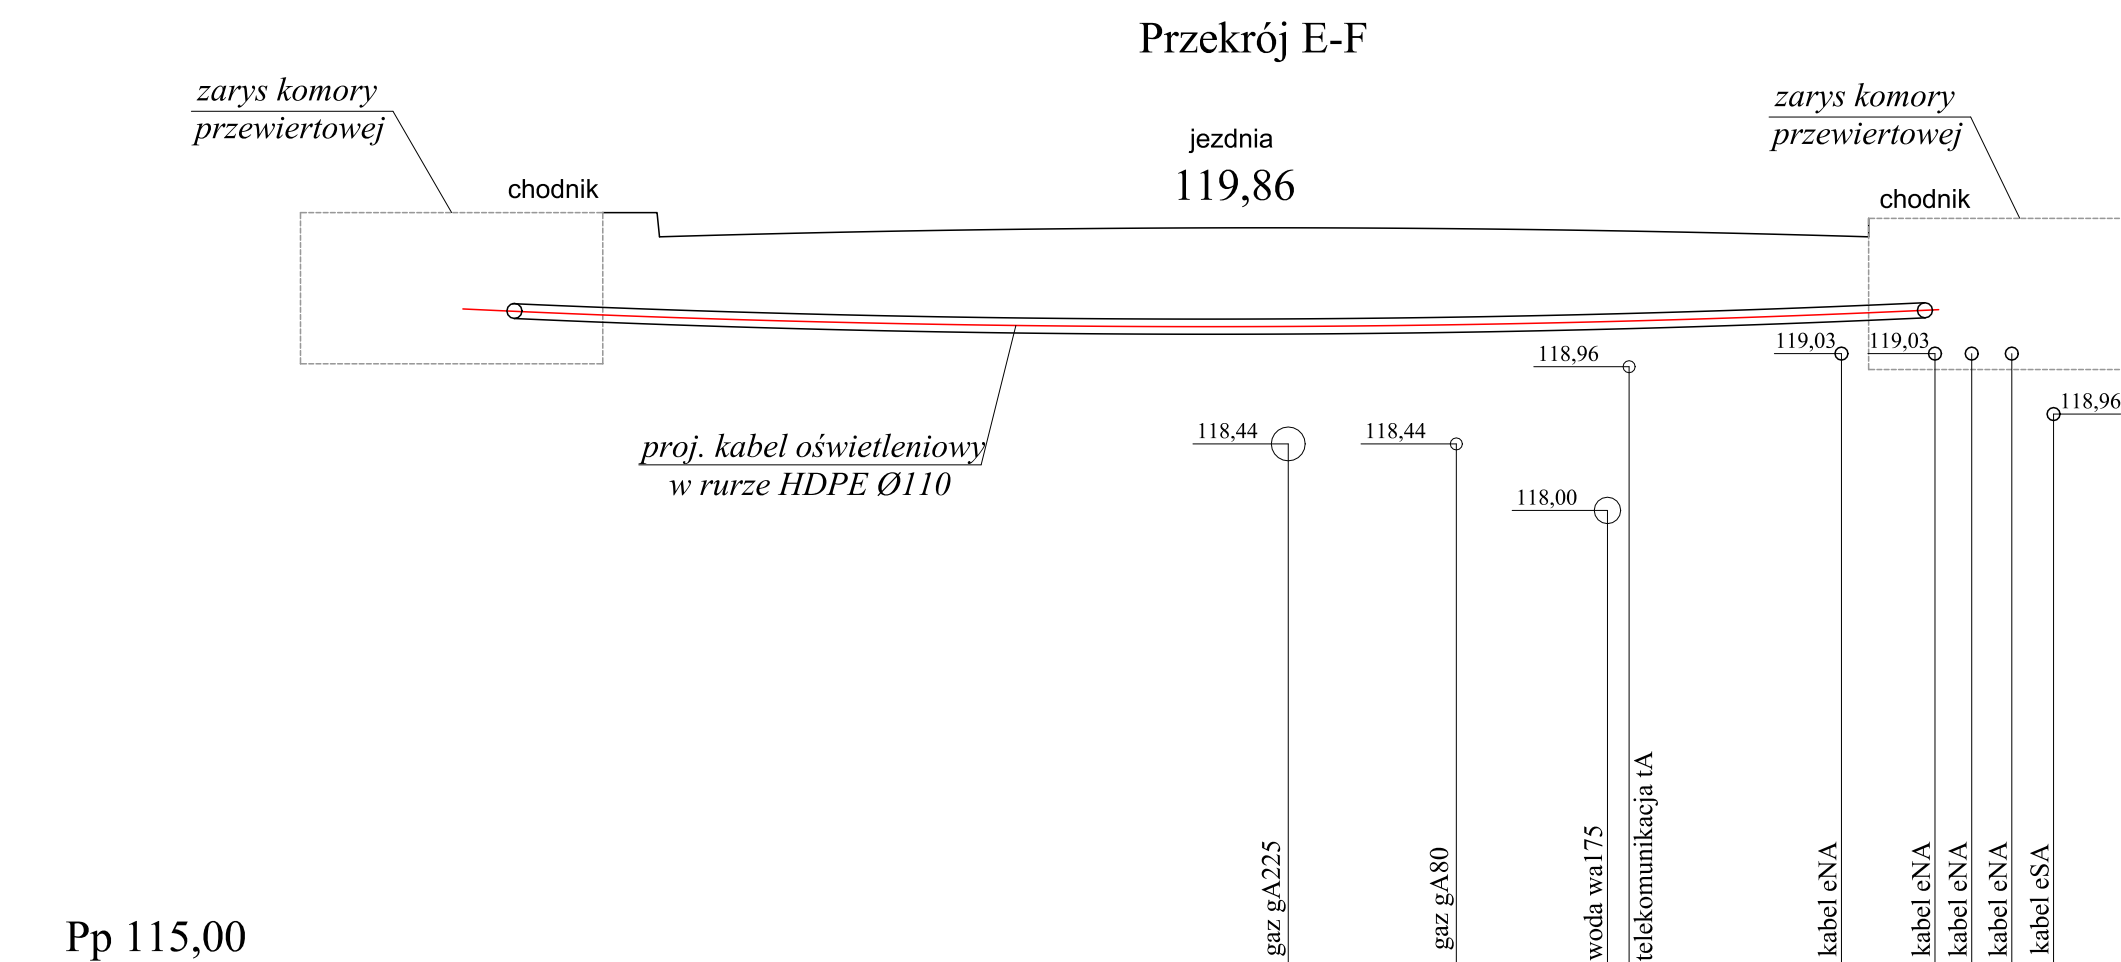 Przekrój E-F
zarys komory
przewiertowej
zarys komory
przewiertowej
jezdnia
119,86
chodnik
chodnik
119,03
119,03
118,96
118,96
118,44
118,44
proj. kabel oświetleniowy
w rurze HDPE Ø110
118,00
gaz gA225
gaz gA80
woda wa175
telekomunikacja tA
kabel eNA
kabel eNA
kabel eNA
kabel eNA
kabel eSA
Pp 115,00